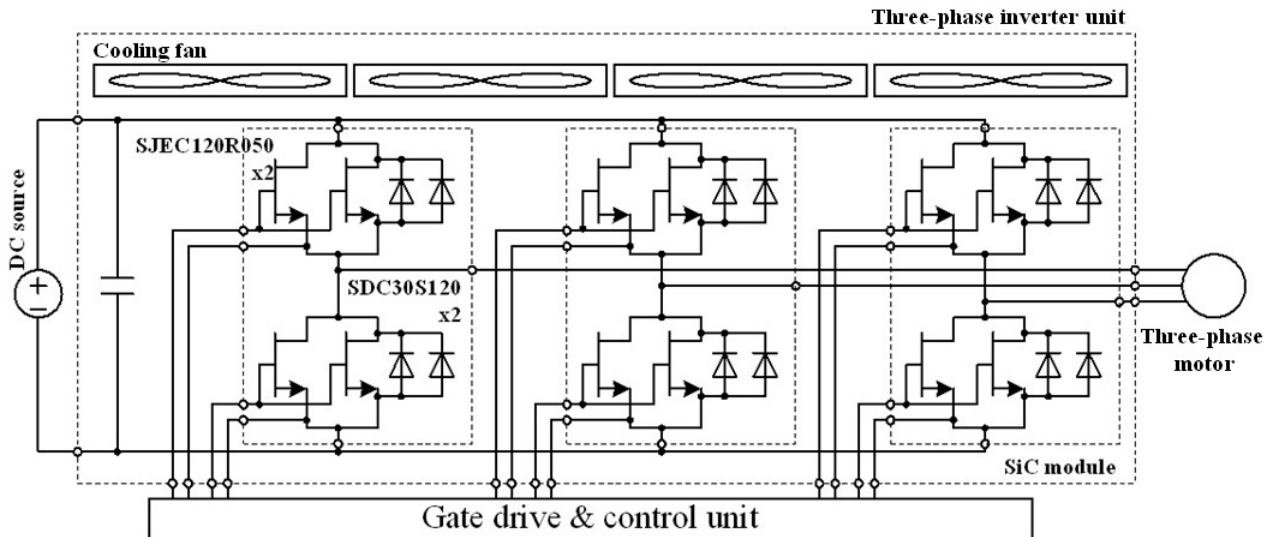 Three-phase inverter unit
Cooling fan
SJEC120R050
x2
DC source
+
−
SDC30S120
x2
Three-phase
motor
SiC module
Gate drive & control unit